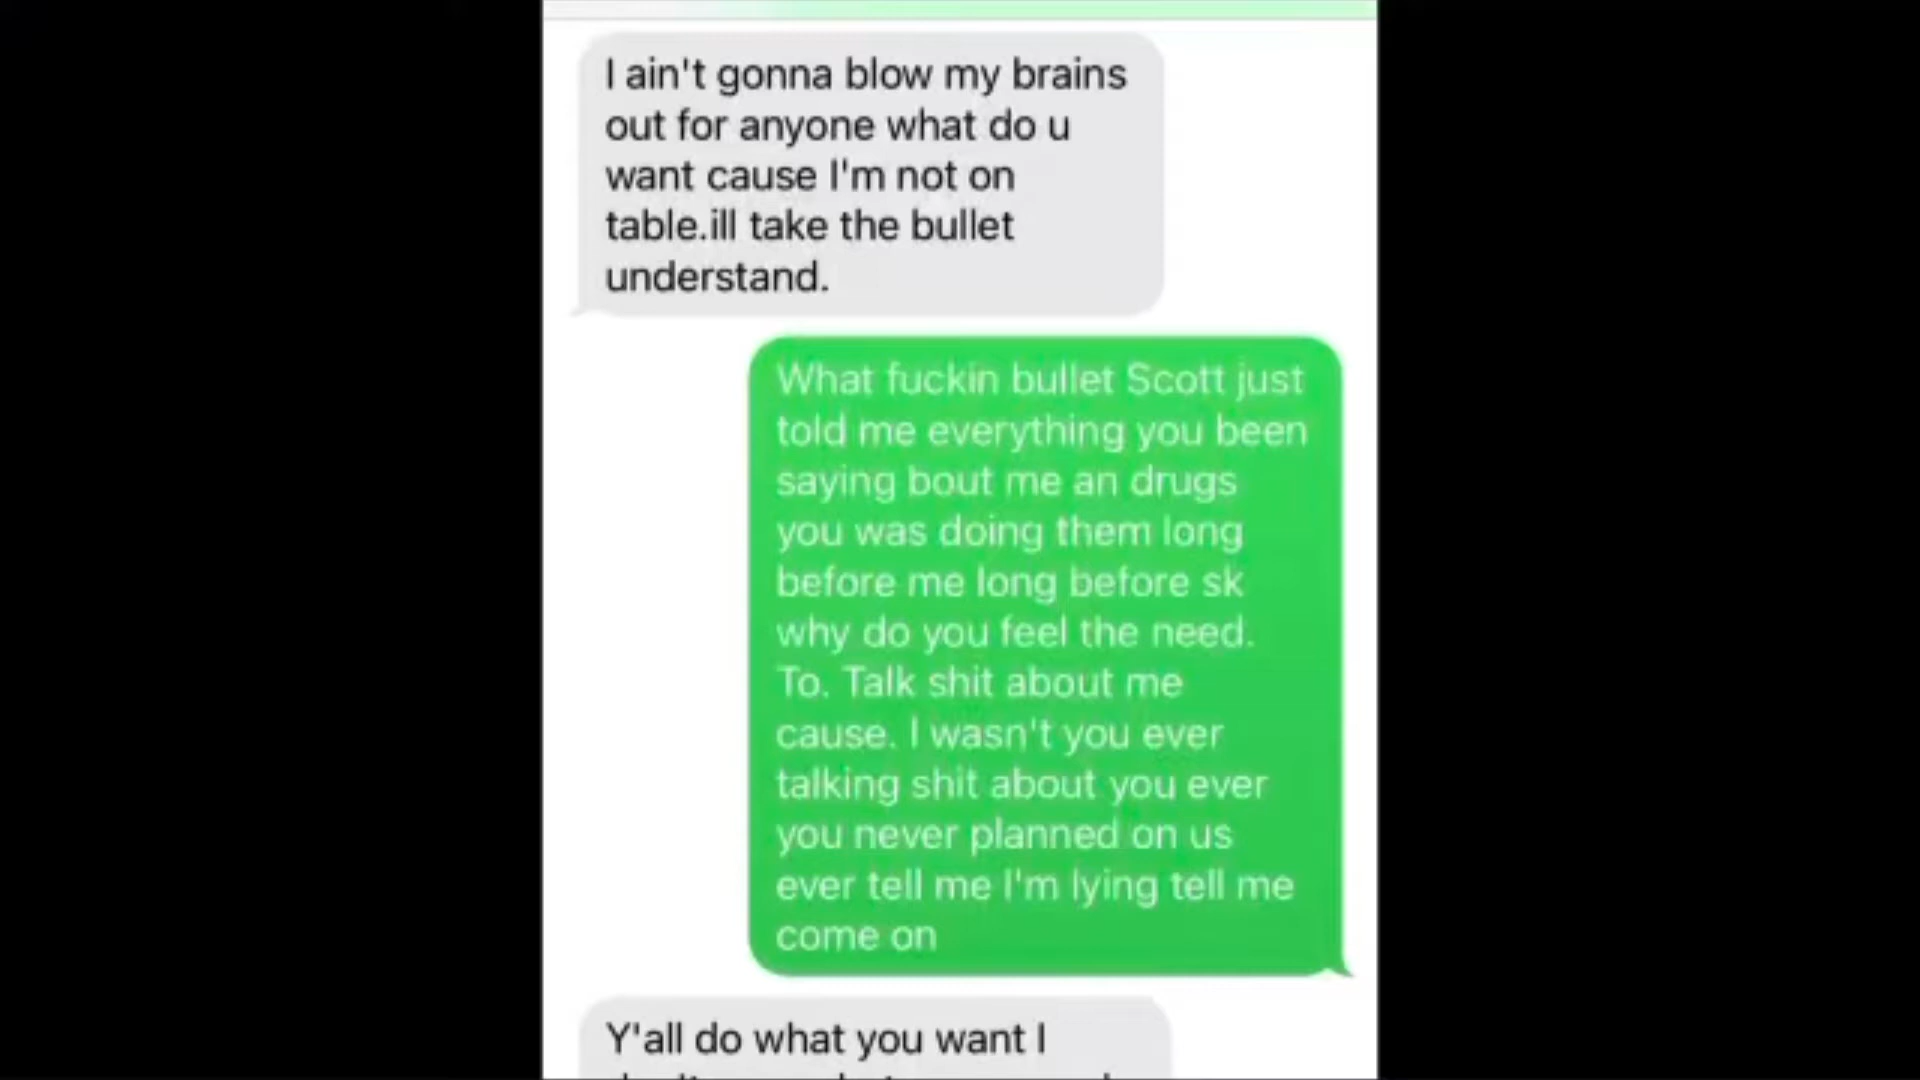 I ain't gonna blow my brains
out for anyone what do u
want cause I'm not on
table.ill take the bullet
understand.
What fuckin bullet Scott just
told me everything you been
saying bout me an drugs
you was doing them long
before me long before sk
why do you feel the need.
To. Talk shit about me
cause. I wasn't you ever
talking shit about you ever
you never planned on us
ever tell me I'm lying tell me
come on
Y'all do what you want I